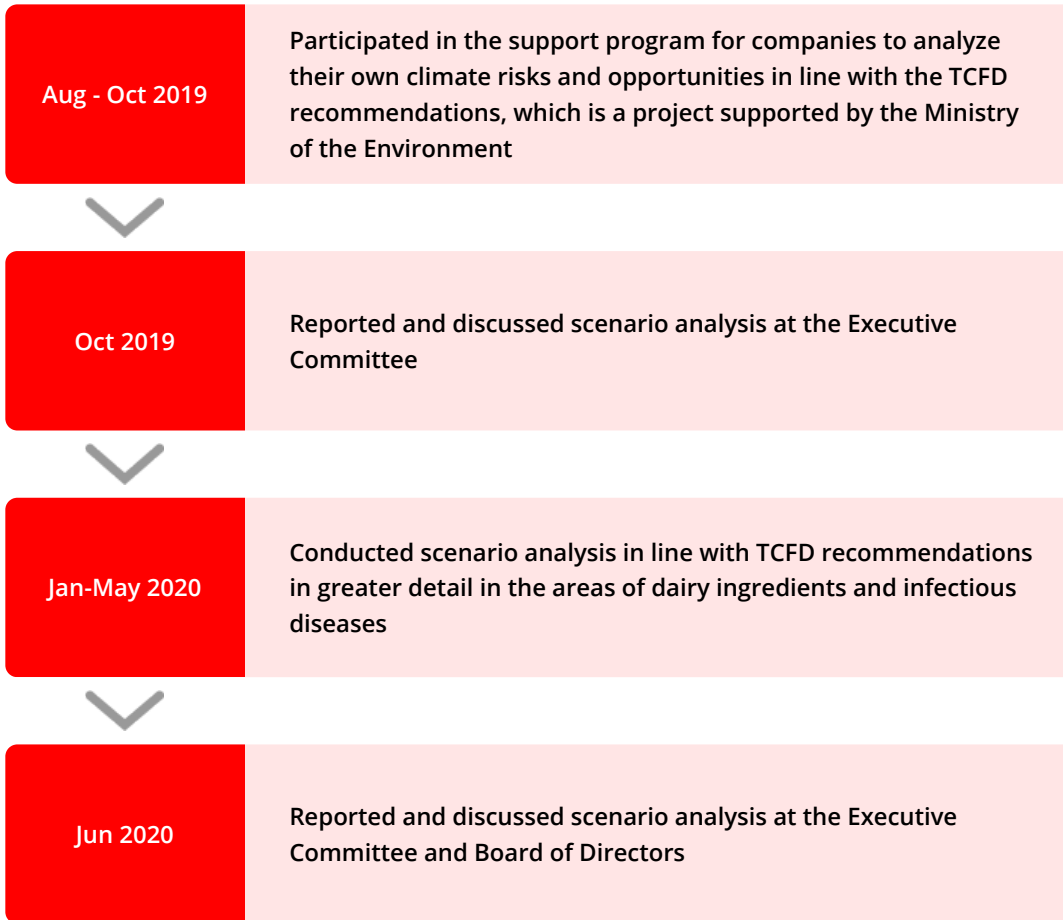 Aug - Oct 2019
Participated in the support program for companies to analyze
their own climate risks and opportunities in line with the TCFD
recommendations, which is a project supported by the Ministry
of the Environment
Oct 2019
Reported and discussed scenario analysis at the Executive
Committee
Jan-May 2020
Conducted scenario analysis in line with TCFD recommendations
in greater detail in the areas of dairy ingredients and infectious
diseases
Jun 2020
Reported and discussed scenario analysis at the Executive
Committee and Board of Directors